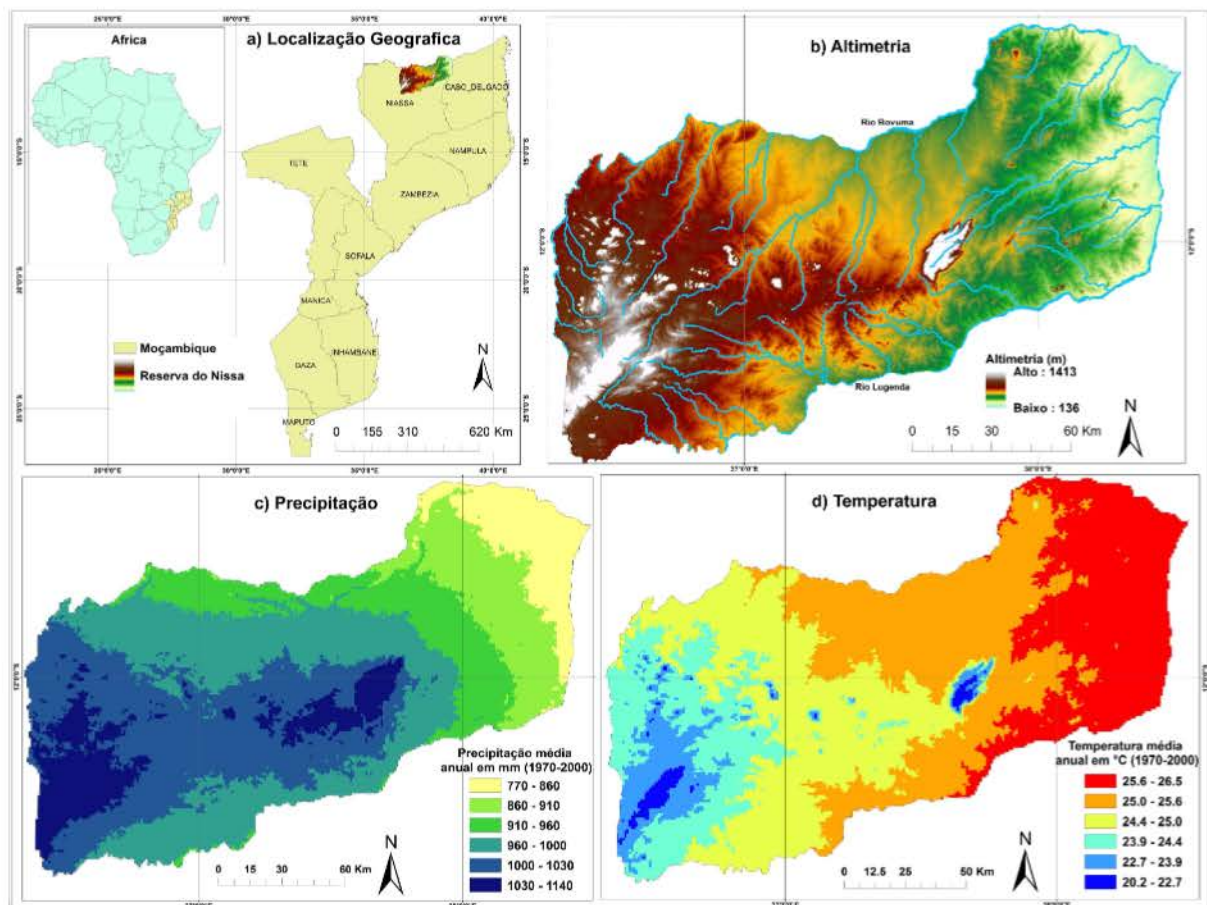 Africa
a) Localização Geografica
CABO_DELGADO
NIASSA
NAMPULA
TETE
ZAMBEZIA
SOFALA
MANICA
INHAMBANE
GAZA
MAPUTO
Moçambique
Reserva do Nissa
N
0 155 310 620 Km
b) Altimetria
Rio Rovuma
Rio Lugenda
Altimetria (m)
Alto : 1413
Baixo : 136
N
0 15 30 60 Km
c) Precipitação
Precipitação média
anual em mm (1970-2000)
770 - 860
860 - 910
910 - 960
960 - 1000
1000 - 1030
1030 - 1140
N
0 15 30 60 Km
d) Temperatura
Temperatura média
anual em °C (1970-2000)
25.6 - 26.5
25.0 - 25.6
24.4 - 25.0
23.9 - 24.4
22.7 - 23.9
20.2 - 22.7
N
0 12.5 25 50 Km